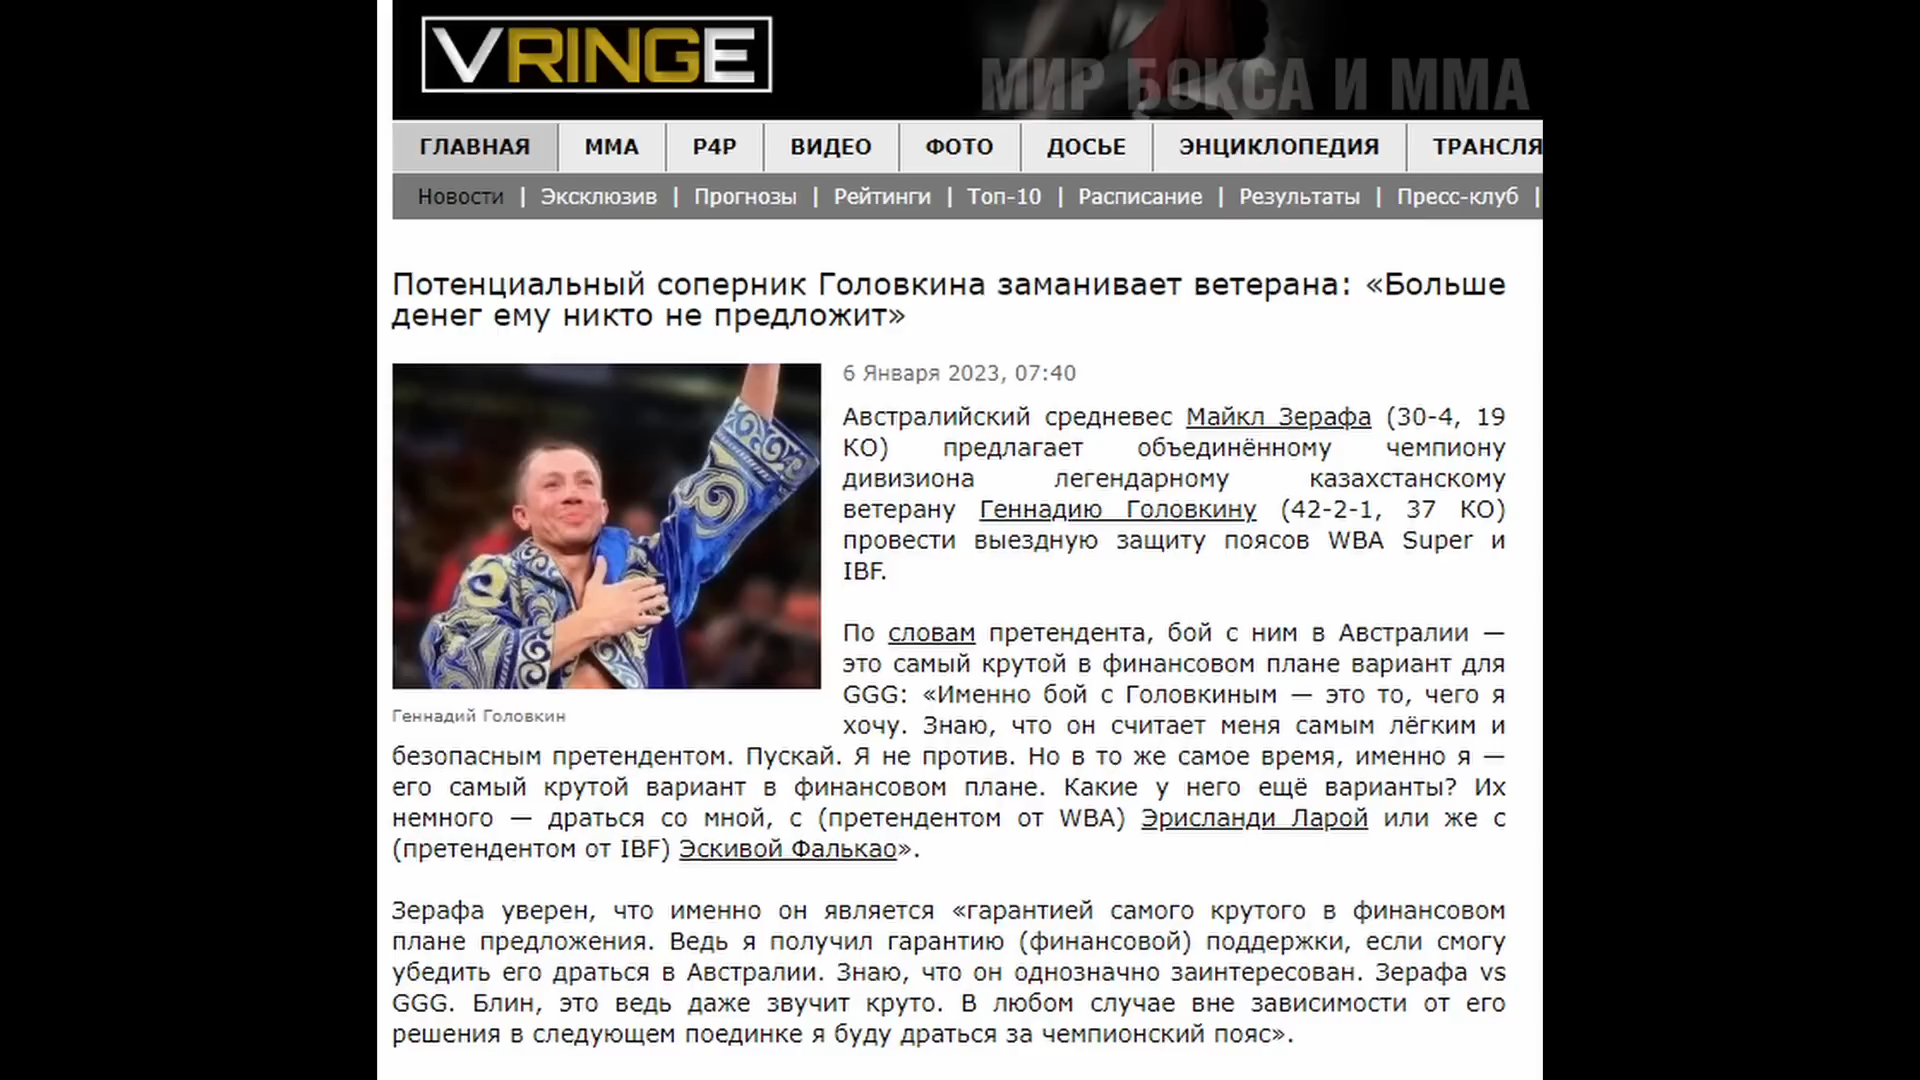 VRINGE
МИР БОКСА И ММА
ГЛАВНАЯ ММА P4P ВИДЕО ФОТО ДОСЬЕ ЭНЦИКЛОПЕДИЯ ТРАНСЛЯ
Новости | Эксклюзив | Прогнозы | Рейтинги | Топ-10 | Расписание | Результаты | Пресс-клуб |
Потенциальный соперник Головкина заманивает ветерана: «Больше
денег ему никто не предложит»
6 Января 2023, 07:40
Австралийский средневес Майкл Зерафа (30-4, 19
КО) предлагает объединённому чемпиону
дивизиона легендарному казахстанскому
ветерану Геннадию Головкину (42-2-1, 37 КО)
провести выездную защиту поясов WBA Super и
IBF.
По словам претендента, бой с ним в Австралии —
это самый крутой в финансовом плане вариант для
GGG: «Именно бой с Головкиным — это то, чего я
хочу. Знаю, что он считает меня самым лёгким и
Геннадий Головкин
безопасным претендентом. Пускай. Я не против. Но в то же самое время, именно я —
его самый крутой вариант в финансовом плане. Какие у него ещё варианты? Их
немного — драться со мной, с (претендентом от WBA) Эрисланди Ларой или же с
(претендентом от IBF) Эскивой Фалькао».
Зерафа уверен, что именно он является «гарантией самого крутого в финансовом
плане предложения. Ведь я получил гарантию (финансовой) поддержки, если смогу
убедить его драться в Австралии. Знаю, что он однозначно заинтересован. Зерафа vs
GGG. Блин, это ведь даже звучит круто. В любом случае вне зависимости от его
решения в следующем поединке я буду драться за чемпионский пояс».